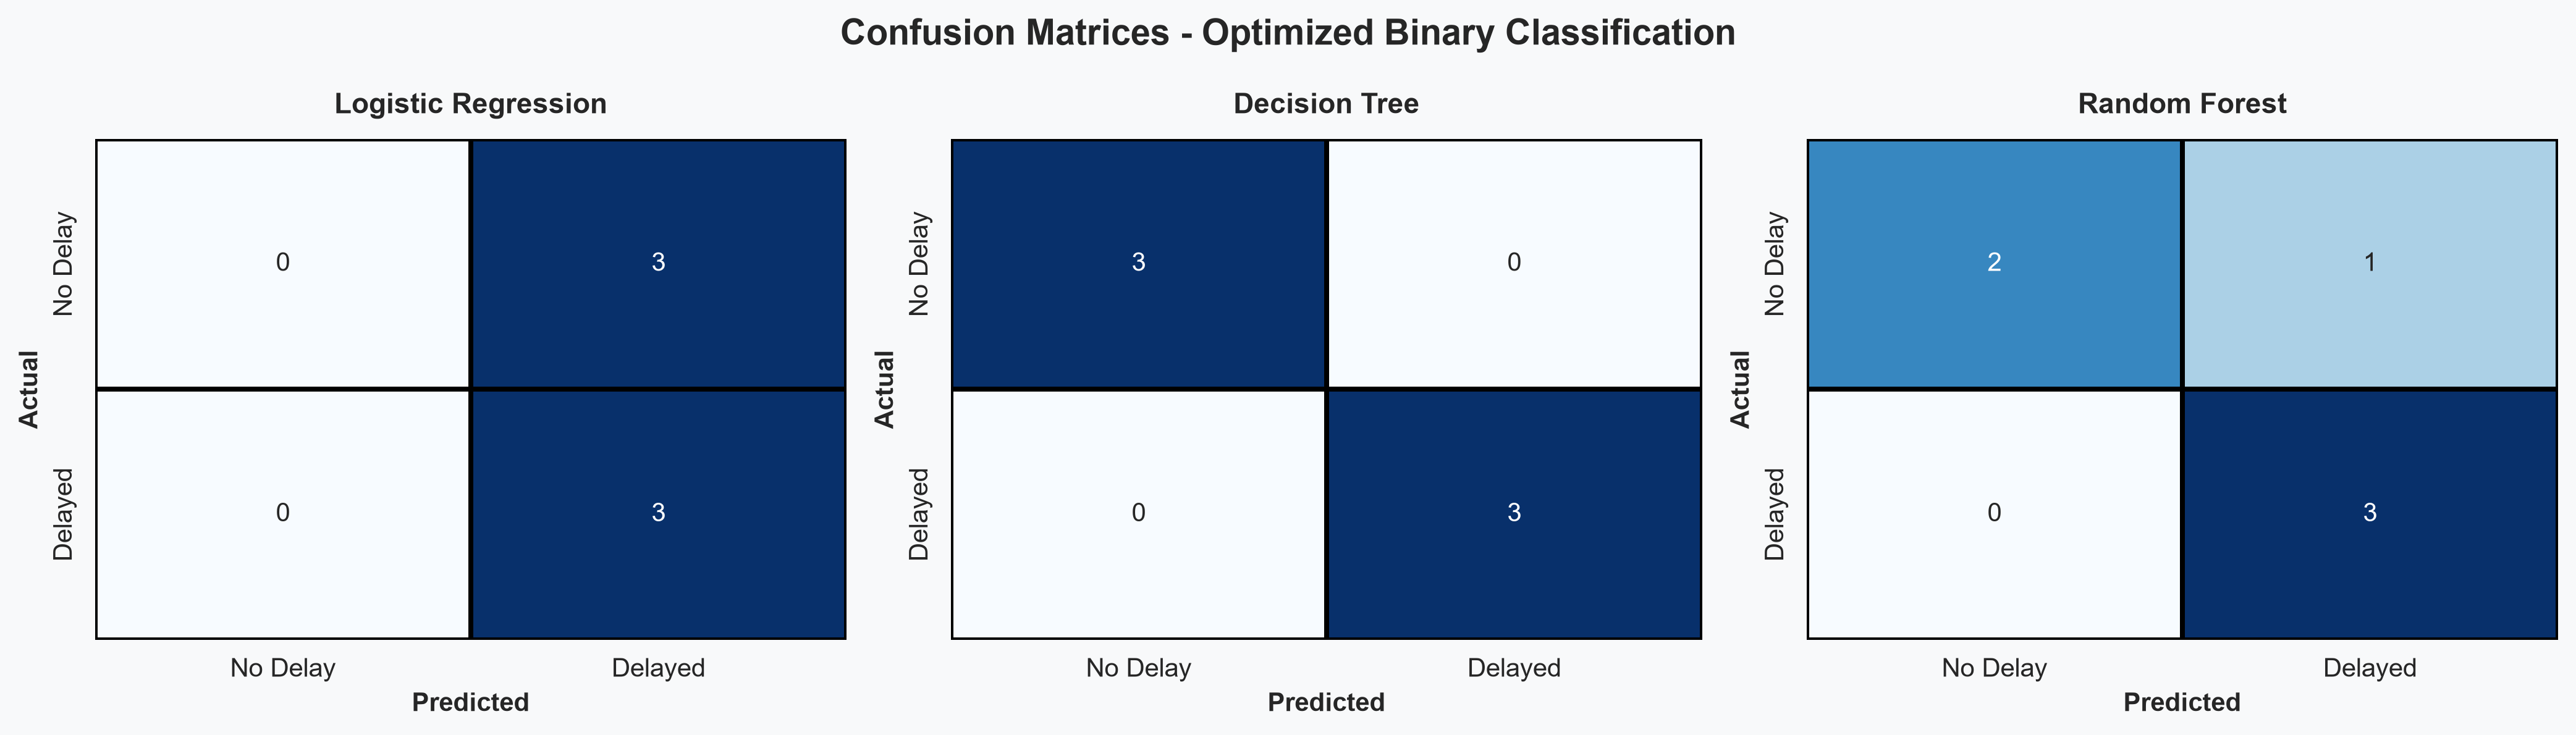 Confusion Matrices - Optimized Binary Classification
Logistic Regression
Actual
No Delay
Delayed
0
3
0
3
No Delay
Delayed
Predicted
Decision Tree
Actual
No Delay
Delayed
3
0
0
3
No Delay
Delayed
Predicted
Random Forest
Actual
No Delay
Delayed
2
1
0
3
No Delay
Delayed
Predicted